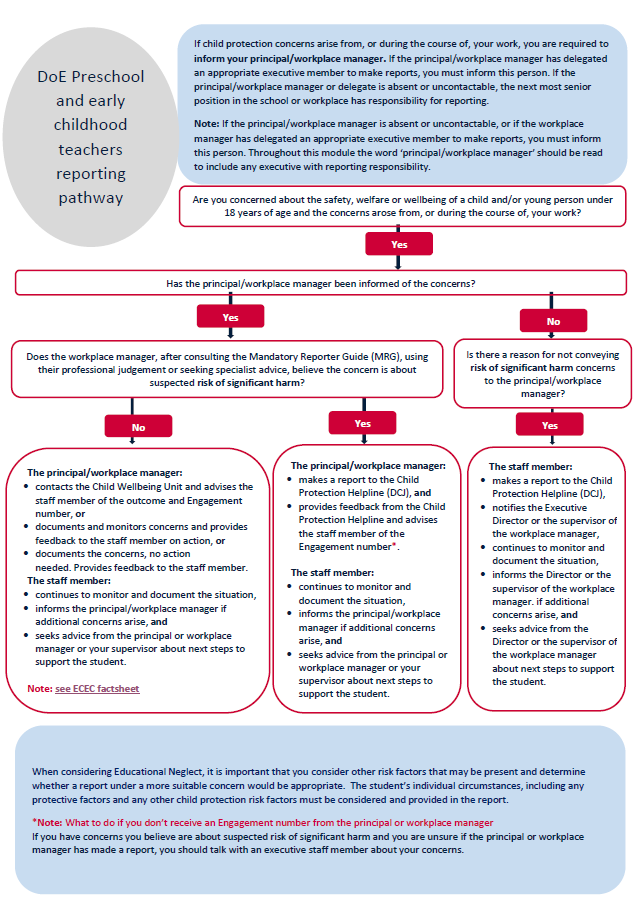 DoE Preschool
and early
childhood
teachers
reporting
pathway
If child protection concerns arise from, or during the course of, your work, you are required to
inform your principal/workplace manager. If the principal/workplace manager has delegated
an appropriate executive member to make reports, you must inform this person. If the
principal/workplace manager or delegate is absent or uncontactable, the next most senior
position in the school or workplace has responsibility for reporting.
Note: If the principal/workplace manager is absent or uncontactable, or if the workplace
manager has delegated an appropriate executive member to make reports, you must inform
this person. Throughout this module the word ‘principal/workplace manager’ should be read
to include any executive with reporting responsibility.
Are you concerned about the safety, welfare or wellbeing of a child and/or young person under
18 years of age and the concerns arose from, or during the course of, your work?
Yes
Has the principal/workplace manager been informed of the concerns?
Yes
No
Does the workplace manager, after consulting the Mandatory Reporter Guide (MRG), using
their professional judgement or seeking specialist advice, believe the concern is about
suspected risk of significant harm?
Is there a reason for not conveying
risk of significant harm concerns
to the principal/workplace
manager?
No
Yes
Yes
The principal/workplace manager:
• contacts the Child Wellbeing Unit and advises the
staff member of the outcome and Engagement
number, or
• documents and monitors concerns and provides
feedback to the staff member on action, or
• documents the concerns, no action
needed. Provides feedback to the staff member.
The staff member:
• continues to monitor and document the situation,
• informs the principal/workplace manager if
additional concerns arise, and
• seeks advice from the principal or workplace
manager or your supervisor about next steps to
support the student.
Note: see ECEC factsheet
The principal/workplace manager:
• makes a report to the Child
Protection Helpline (DCJ), and
• provides feedback from the Child
Protection Helpline and advises
the staff member of the
Engagement number*.
The staff member:
• continues to monitor and
document the situation,
• informs the principal/workplace
manager if additional concerns
arise, and
• seeks advice from the principal or
workplace manager or your
supervisor about next steps to
support the student.
The staff member:
• makes a report to the Child
Protection Helpline (DCJ),
• notifies the Executive
Director or the supervisor of
the workplace manager,
• continues to monitor and
document the situation,
• informs the Director or the
supervisor of the workplace
manager. if additional
concerns arise, and
• seeks advice from the
Director or the supervisor of
the workplace manager
about next steps to support
the student.
When considering Educational Neglect, it is important that you consider other risk factors that may be present and determine
whether a report under a more suitable concern would be appropriate. The student’s individual circumstances, including any
protective factors and any other child protection risk factors must be considered and provided in the report.
*Note: What to do if you don’t receive an Engagement number from the principal or workplace manager
If you have concerns you believe are about suspected risk of significant harm and you are unsure if the principal or workplace
manager has made a report, you should talk with an executive staff member about your concerns.